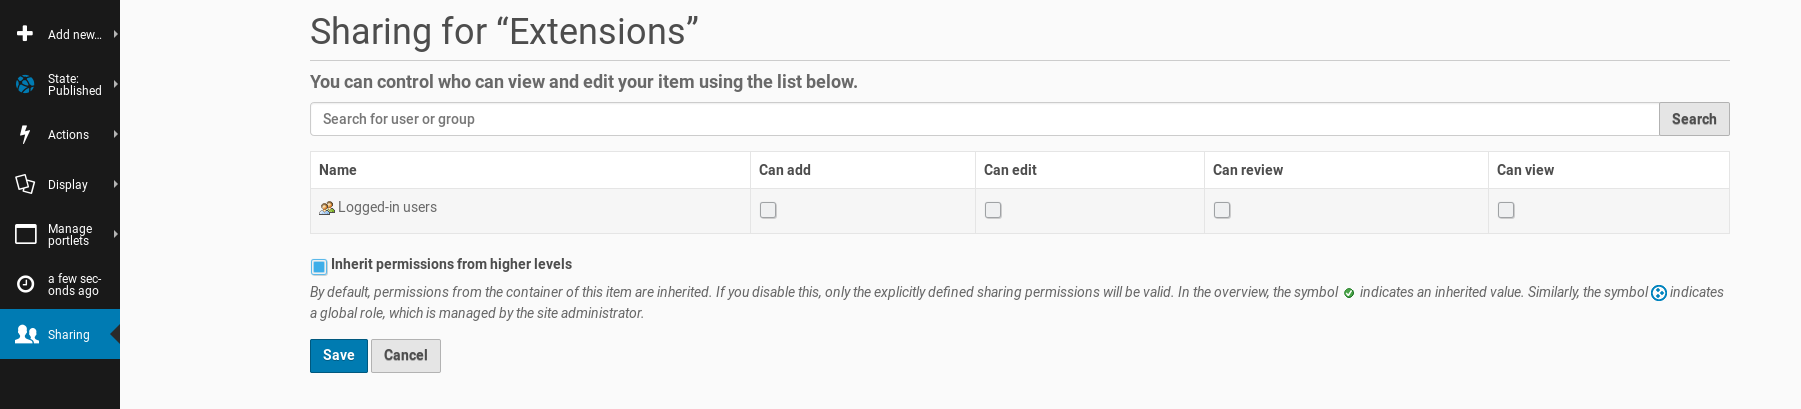 Add new...
State:
Published
Actions
Display
Manage
portlets
a few sec-
onds ago
Sharing
Sharing for “Extensions”
You can control who can view and edit your item using the list below.
Search for user or group
Search
Name Can add Can edit Can review Can view
Logged-in users
Inherit permissions from higher levels
By default, permissions from the container of this item are inherited. If you disable this, only the explicitly defined sharing permissions will be valid. In the overview, the symbol indicates an inherited value. Similarly, the symbol indicates
a global role, which is managed by the site administrator.
Save Cancel